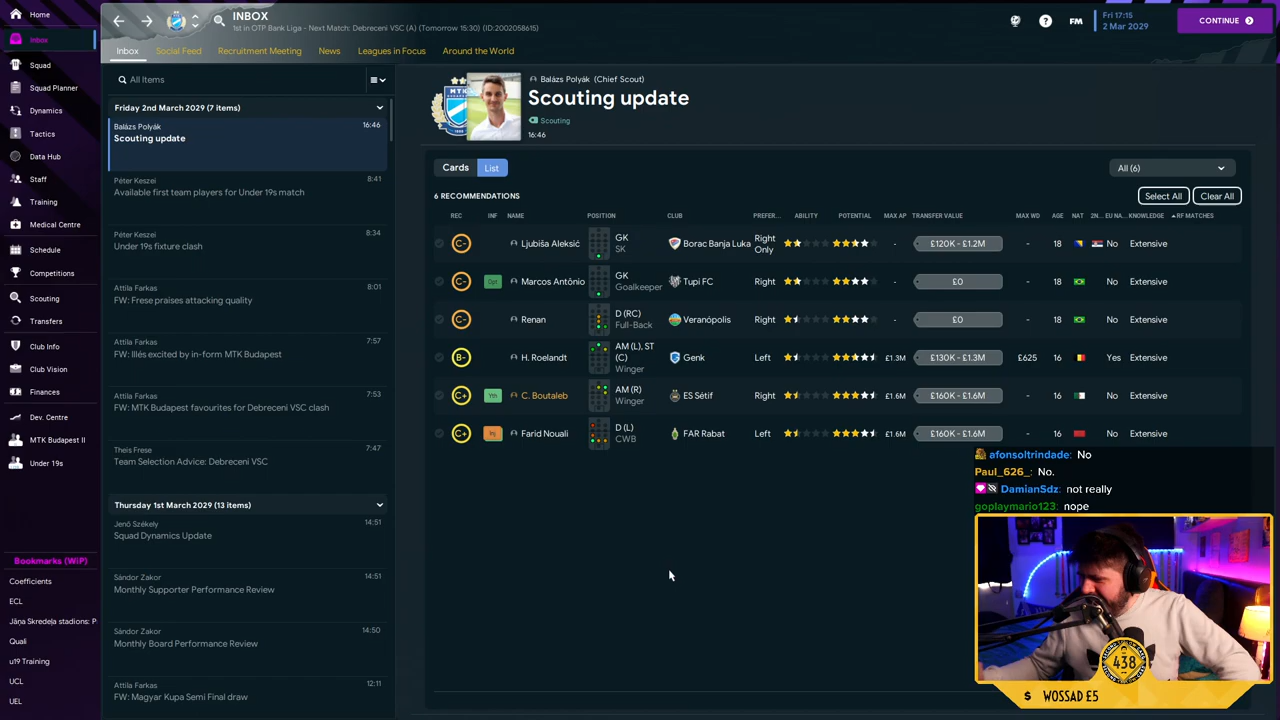 Home
Inbox
Squad
Squad Planner
Dynamics
Tactics
Data Hub
Staff
Training
Medical Centre
Schedule
Competitions
Scouting
Transfers
Club Info
Club Vision
Finances
Dev. Centre
MTK Budapest II
Under 19s
Bookmarks (WiP)
Coefficients
ECL
Jāņa Skredeļa stadions: P
Quali
u19 Training
UCL
UEL
INBOX
1st in OTP Bank Liga - Next Match: Debreceni VSC (A) (Tomorrow 15:30) (ID:2002058615)
FM
Fri 17:15
2 Mar 2029
CONTINUE
Inbox Social Feed Recruitment Meeting News Leagues in Focus Around the World
All Items
Friday 2nd March 2029 (7 items)
Balázs Polyák 16:46
Scouting update
Péter Keszei 8:41
Available first team players for Under 19s match
Péter Keszei 8:34
Under 19s fixture clash
Attila Farkas 8:01
FW: Frese praises attacking quality
Attila Farkas 7:57
FW: Illés excited by in-form MTK Budapest
Attila Farkas 7:53
FW: MTK Budapest favourites for Debreceni VSC clash
Theis Frese 7:47
Team Selection Advice: Debreceni VSC
Thursday 1st March 2029 (13 items)
Jenő Székely 14:51
Squad Dynamics Update
Sándor Zakor 14:51
Monthly Supporter Performance Review
Sándor Zakor 14:50
Monthly Board Performance Review
Attila Farkas 12:11
FW: Magyar Kupa Semi Final draw
Balázs Polyák (Chief Scout)
Scouting update
Scouting
16:46
Cards List
All (6)
6 RECOMMENDATIONS
Select All Clear All
REC INF NAME POSITION CLUB PREFER... ABILITY POTENTIAL MAX AP TRANSFER VALUE MAX WD AGE NAT 2N... EU NA... KNOWLEDGE RF MATCHES
C- Ljubiša Aleksić GK SK Borac Banja Luka Right Only - £120K - £1.2M - 18 No Extensive
C- Opt Marcos Antônio GK Goalkeeper Tupi FC Right - £0 - 18 No Extensive
C- Renan D (RC) Full-Back Veranópolis Right - £0 - 18 No Extensive
B- H. Roelandt AM (L), ST (C) Winger Genk Left £1.3M £130K - £1.3M £625 16 Yes Extensive
C+ Yth C. Boutaleb AM (R) Winger ES Sétif Right £1.6M £160K - £1.6M - 16 No Extensive
C+ Inj Farid Nouali D (L) CWB FAR Rabat Left £1.6M £160K - £1.6M - 16 No Extensive
afonsoltrindade: No
Paul_626_: No.
DamianSdz: not really
goplaymario123: nope
438
$ WOSSAD £5